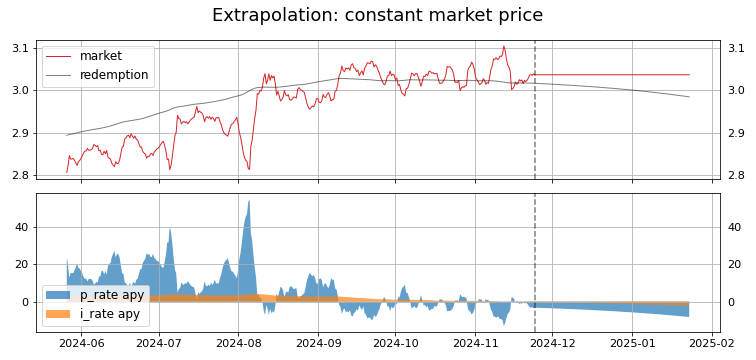 Extrapolation: constant market price
3.1
3.0
2.9
2.8
market
redemption
3.1
3.0
2.9
2.8
40
20
0
p_rate apy
i_rate apy
40
20
0
2024-06 2024-07 2024-08 2024-09 2024-10 2024-11 2024-12 2025-01 2025-02